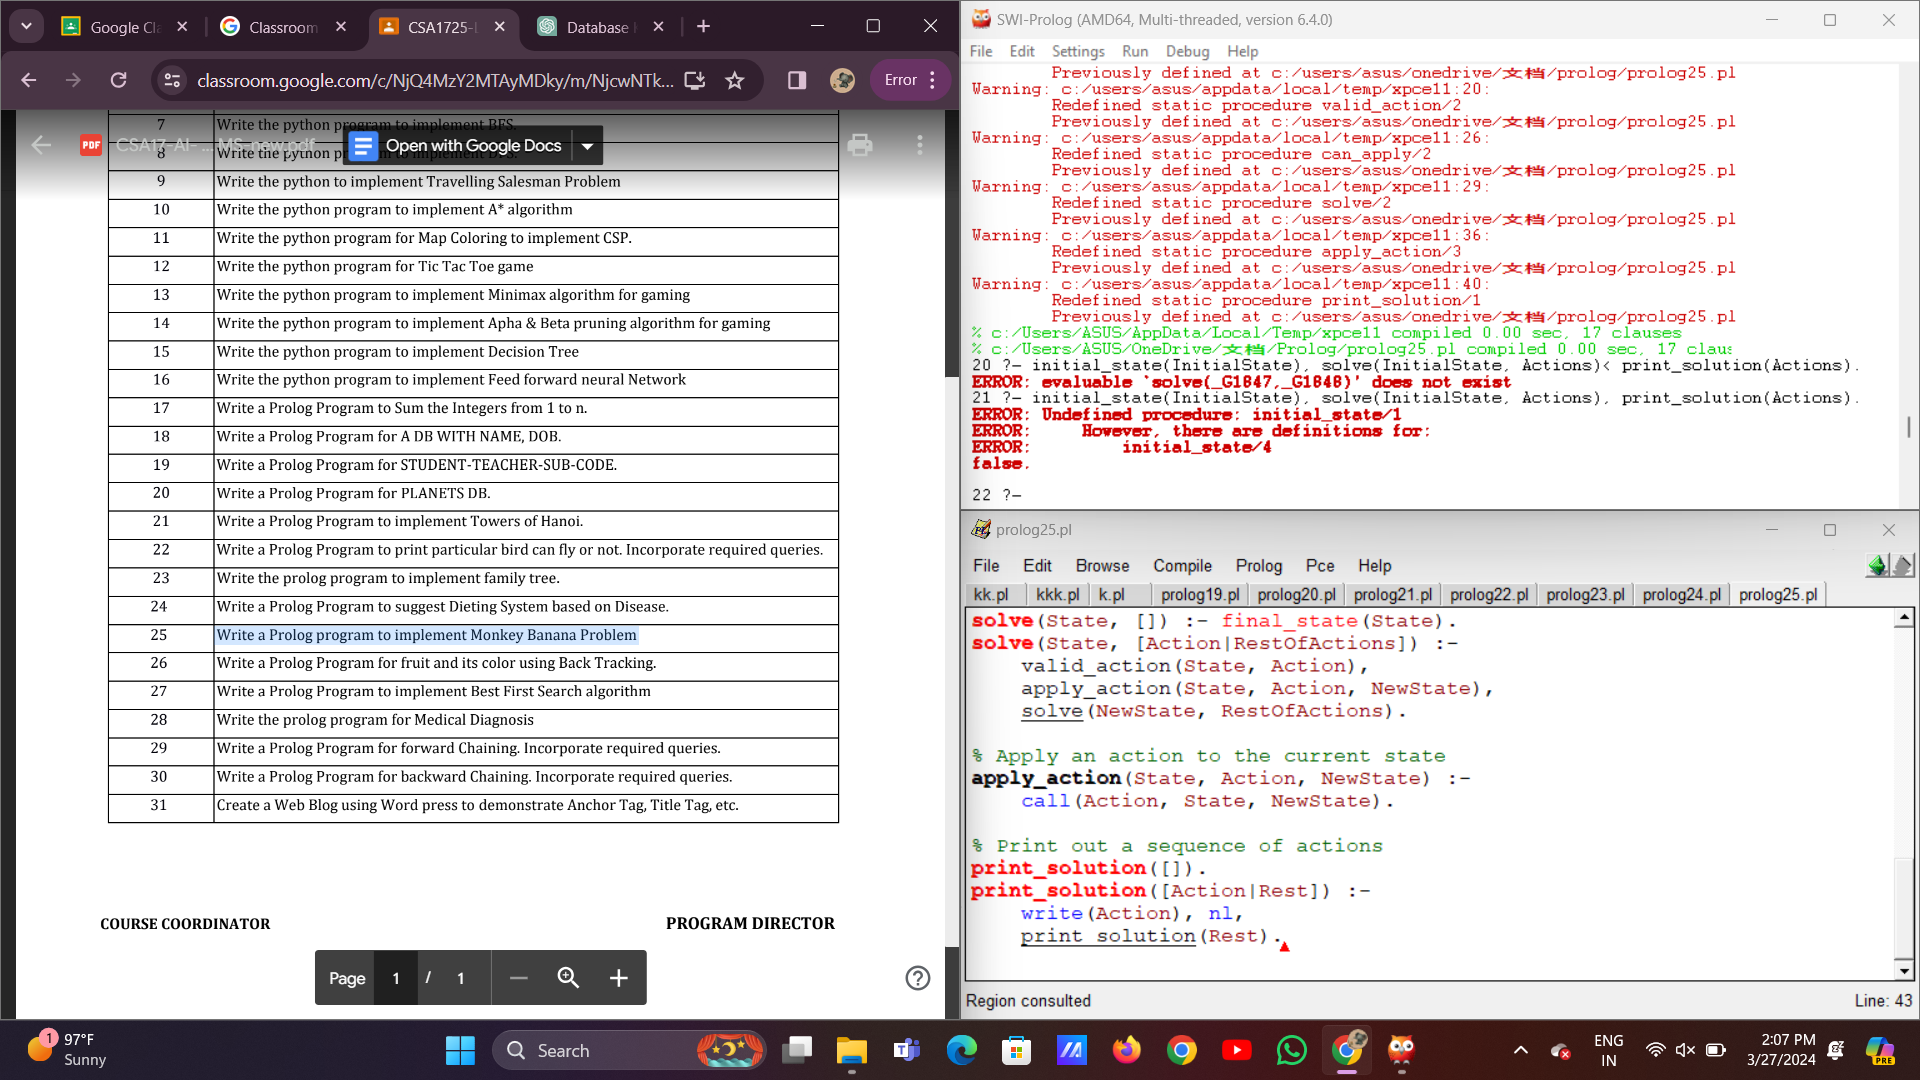 Google Cl
Classroom
CSA1725-
Database
classroom.google.com/c/NjQ4MzY2MTAyMDky/m/NjcwNTk...
Error
7 Write the python program to implement BFS.
PDF
Open with Google Docs
8
9 Write the python to implement Travelling Salesman Problem
10 Write the python program to implement A* algorithm
11 Write the python program for Map Coloring to implement CSP.
12 Write the python program for Tic Tac Toe game
13 Write the python program to implement Minimax algorithm for gaming
14 Write the python program to implement Apha & Beta pruning algorithm for gaming
15 Write the python program to implement Decision Tree
16 Write the python program to implement Feed forward neural Network
17 Write a Prolog Program to Sum the Integers from 1 to n.
18 Write a Prolog Program for A DB WITH NAME, DOB.
19 Write a Prolog Program for STUDENT-TEACHER-SUB-CODE.
20 Write a Prolog Program for PLANETS DB.
21 Write a Prolog Program to implement Towers of Hanoi.
22 Write a Prolog Program to print particular bird can fly or not. Incorporate required queries.
23 Write the prolog program to implement family tree.
24 Write a Prolog Program to suggest Dieting System based on Disease.
25 Write a Prolog program to implement Monkey Banana Problem
26 Write a Prolog Program for fruit and its color using Back Tracking.
27 Write a Prolog Program to implement Best First Search algorithm
28 Write the prolog program for Medical Diagnosis
29 Write a Prolog Program for forward Chaining. Incorporate required queries.
30 Write a Prolog Program for backward Chaining. Incorporate required queries.
31 Create a Web Blog using Word press to demonstrate Anchor Tag, Title Tag, etc.
COURSE COORDINATOR PROGRAM DIRECTOR
Page 1 / 1
SWI-Prolog (AMD64, Multi-threaded, version 6.4.0)
File Edit Settings Run Debug Help
Previously defined at c:/users/asus/onedrive/文档/prolog/prolog25.pl
Warning: c:/users/asus/appdata/local/temp/xpce11:20:
Redefined static procedure valid_action/2
Previously defined at c:/users/asus/onedrive/文档/prolog/prolog25.pl
Warning: c:/users/asus/appdata/local/temp/xpce11:26:
Redefined static procedure can_apply/2
Previously defined at c:/users/asus/onedrive/文档/prolog/prolog25.pl
Warning: c:/users/asus/appdata/local/temp/xpce11:29:
Redefined static procedure solve/2
Previously defined at c:/users/asus/onedrive/文档/prolog/prolog25.pl
Warning: c:/users/asus/appdata/local/temp/xpce11:36:
Redefined static procedure apply_action/3
Previously defined at c:/users/asus/onedrive/文档/prolog/prolog25.pl
Warning: c:/users/asus/appdata/local/temp/xpce11:40:
Redefined static procedure print_solution/1
Previously defined at c:/users/asus/onedrive/文档/prolog/prolog25.pl
% c:/Users/ASUS/AppData/Local/Temp/xpce11 compiled 0.00 sec, 17 clauses
% c:/Users/ASUS/OneDrive/文档/Prolog/prolog25.pl compiled 0.00 sec, 17 claus
20 ?- initial_state(InitialState), solve(InitialState, Actions)< print_solution(Actions).
ERROR: evaluable `solve(_G1847,_G1848)' does not exist
21 ?- initial_state(InitialState), solve(InitialState, Actions), print_solution(Actions).
ERROR: Undefined procedure: initial_state/1
ERROR: However, there are definitions for:
ERROR: initial_state/4
false.
22 ?-
prolog25.pl
File Edit Browse Compile Prolog Pce Help
kk.pl kkk.pl k.pl prolog19.pl prolog20.pl prolog21.pl prolog22.pl prolog23.pl prolog24.pl prolog25.pl
solve(State, []) :- final_state(State).
solve(State, [Action|RestOfActions]) :-
valid_action(State, Action),
apply_action(State, Action, NewState),
solve(NewState, RestOfActions).
% Apply an action to the current state
apply_action(State, Action, NewState) :-
call(Action, State, NewState).
% Print out a sequence of actions
print_solution([]).
print_solution([Action|Rest]) :-
write(Action), nl,
print_solution(Rest).
Region consulted Line: 43
1
97°F
Sunny
Search
ENG
IN
2:07 PM
3/27/2024
PRE